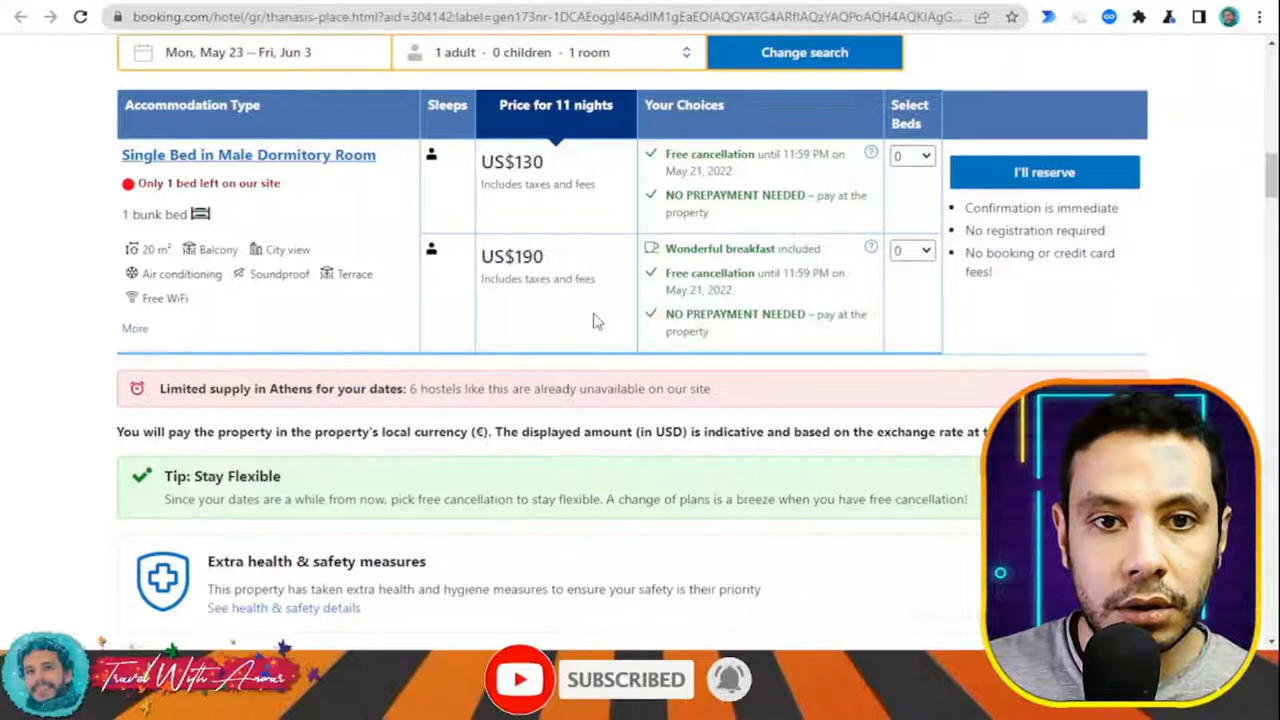 booking.com/hotel/gr/thanasis-place.html?aid=304142:label=gen173nr-1DCAEoggI46AdIM1gEaEOIAQGYATG4ARfIAQzYAQPoAQH4AQKIAgG...
Mon, May 23 — Fri, Jun 3
1 adult · 0 children · 1 room
Change search
Accommodation Type
Sleeps
Price for 11 nights
Your Choices
Select
Beds
Single Bed in Male Dormitory Room
Only 1 bed left on our site
1 bunk bed
20 m² Balcony City view
Air conditioning Soundproof Terrace
Free WiFi
More
US$130
Includes taxes and fees
Free cancellation until 11:59 PM on
May 21, 2022
NO PREPAYMENT NEEDED – pay at the
property
0
US$190
Includes taxes and fees
Wonderful breakfast included
Free cancellation until 11:59 PM on
May 21, 2022
NO PREPAYMENT NEEDED – pay at the
property
0
I'll reserve
Confirmation is immediate
No registration required
No booking or credit card
fees!
Limited supply in Athens for your dates: 6 hostels like this are already unavailable on our site
You will pay the property in the property's local currency (€). The displayed amount (in USD) is indicative and based on the exchange rate at
Tip: Stay Flexible
Since your dates are a while from now, pick free cancellation to stay flexible. A change of plans is a breeze when you have free cancellation!
Extra health & safety measures
This property has taken extra health and hygiene measures to ensure your safety is their priority
See health & safety details
Travel With Anour
SUBSCRIBED